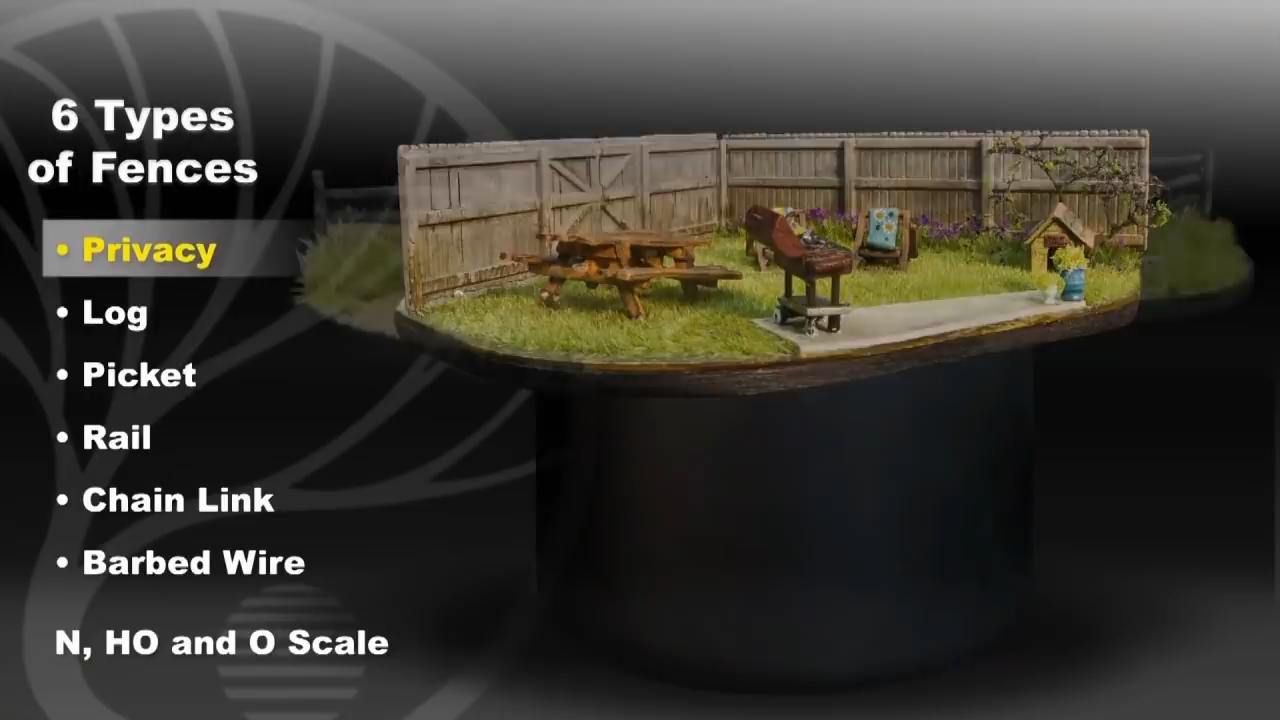 6 Types
of Fences
• Privacy
• Log
• Picket
• Rail
• Chain Link
• Barbed Wire
N, HO and O Scale